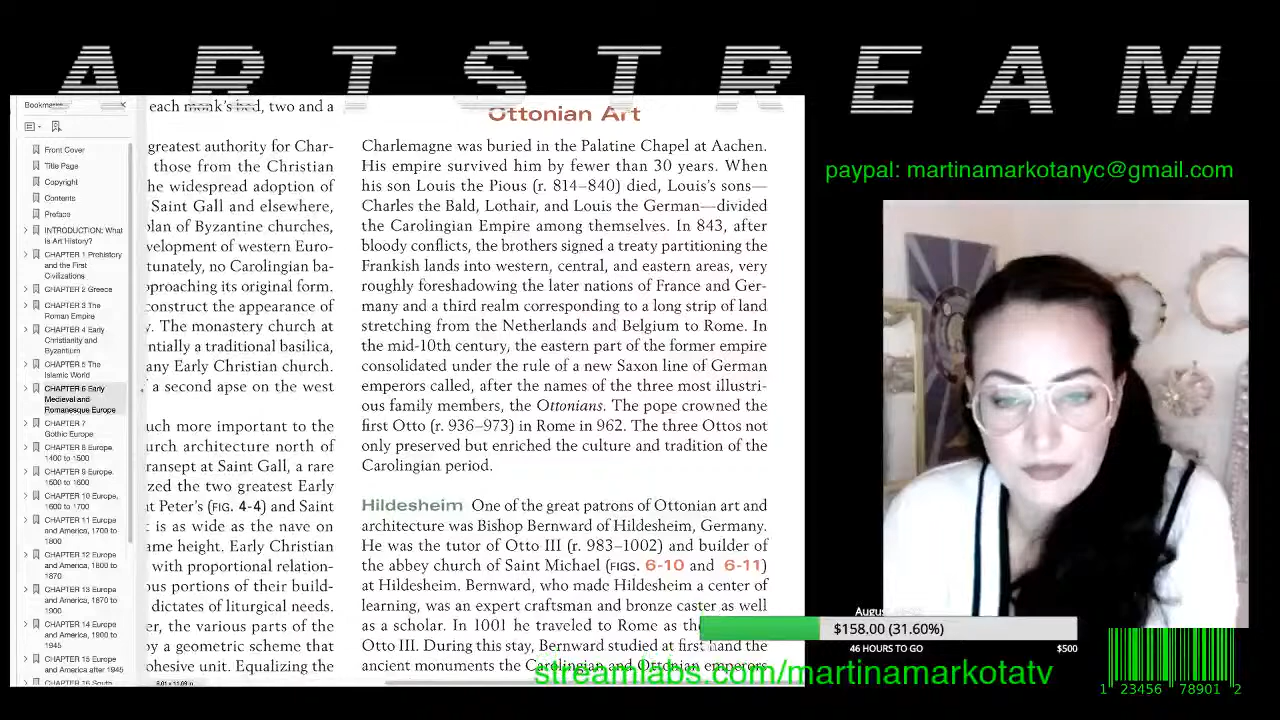 ARTSTREAM
paypal: martinamarkotanyc@gmail.com
Bookmarks
Front Cover
Title Page
Copyright
Contents
Preface
INTRODUCTION: What
Is Art History?
CHAPTER 1 Prehistory
and the First
Civilizations
CHAPTER 2 Greece
CHAPTER 3 The
Roman Empire
CHAPTER 4 Early
Christianity and
Byzantium
CHAPTER 5 The
Islamic World
CHAPTER 6 Early
Medieval and
Romanesque Europe
CHAPTER 7
Gothic Europe
CHAPTER 8 Europe,
1400 to 1500
CHAPTER 9 Europe,
1500 to 1600
CHAPTER 10 Europe,
1600 to 1700
CHAPTER 11 Europe
and America, 1700 to
1800
CHAPTER 12 Europe
and America, 1800 to
1870
CHAPTER 13 Europe
and America, 1870 to
1900
CHAPTER 14 Europe
and America, 1900 to
1945
CHAPTER 15 Europe
and America after 1945
CHAPTER 16 South
each monk's bed, two and a
greatest authority for Char-
those from the Christian
he widespread adoption of
Saint Gall and elsewhere,
plan of Byzantine churches,
velopment of western Euro-
tunately, no Carolingian ba-
pproaching its original form.
construct the appearance of
y. The monastery church at
entially a traditional basilica,
any Early Christian church.
a second apse on the west
uch more important to the
urch architecture north of
ransept at Saint Gall, a rare
zed the two greatest Early
t Peter's (FIG. 4-4) and Saint
t is as wide as the nave on
ame height. Early Christian
with proportional relation-
ious portions of their build-
dictates of liturgical needs.
er, the various parts of the
by a geometric scheme that
ohesive unit. Equalizing the
Ottonian Art
Charlemagne was buried in the Palatine Chapel at Aachen.
His empire survived him by fewer than 30 years. When
his son Louis the Pious (r. 814–840) died, Louis's sons—
Charles the Bald, Lothair, and Louis the German—divided
the Carolingian Empire among themselves. In 843, after
bloody conflicts, the brothers signed a treaty partitioning the
Frankish lands into western, central, and eastern areas, very
roughly foreshadowing the later nations of France and Ger-
many and a third realm corresponding to a long strip of land
stretching from the Netherlands and Belgium to Rome. In
the mid-10th century, the eastern part of the former empire
consolidated under the rule of a new Saxon line of German
emperors called, after the names of the three most illustri-
ous family members, the Ottonians. The pope crowned the
first Otto (r. 936–973) in Rome in 962. The three Ottos not
only preserved but enriched the culture and tradition of the
Carolingian period.
Hildesheim One of the great patrons of Ottonian art and
architecture was Bishop Bernward of Hildesheim, Germany.
He was the tutor of Otto III (r. 983–1002) and builder of
the abbey church of Saint Michael (FIGS. 6-10 and 6-11)
at Hildesheim. Bernward, who made Hildesheim a center of
learning, was an expert craftsman and bronze caster as well
as a scholar. In 1001 he traveled to Rome as the
Otto III. During this stay, Bernward studied at firsthand the
ancient monuments the Carolingian and Ottonian emperors
$158.00 (31.60%)
46 HOURS TO GO
$500
streamlabs.com/martinamarkotatv
1 23456 78901 2